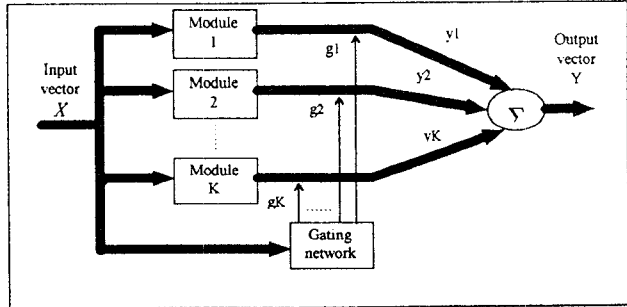 Module
1
g1
y1
Output
vector
Y
Input
vector
X
Module
2
g2
y2
Σ
vK
Module
K
gK
Gating
network